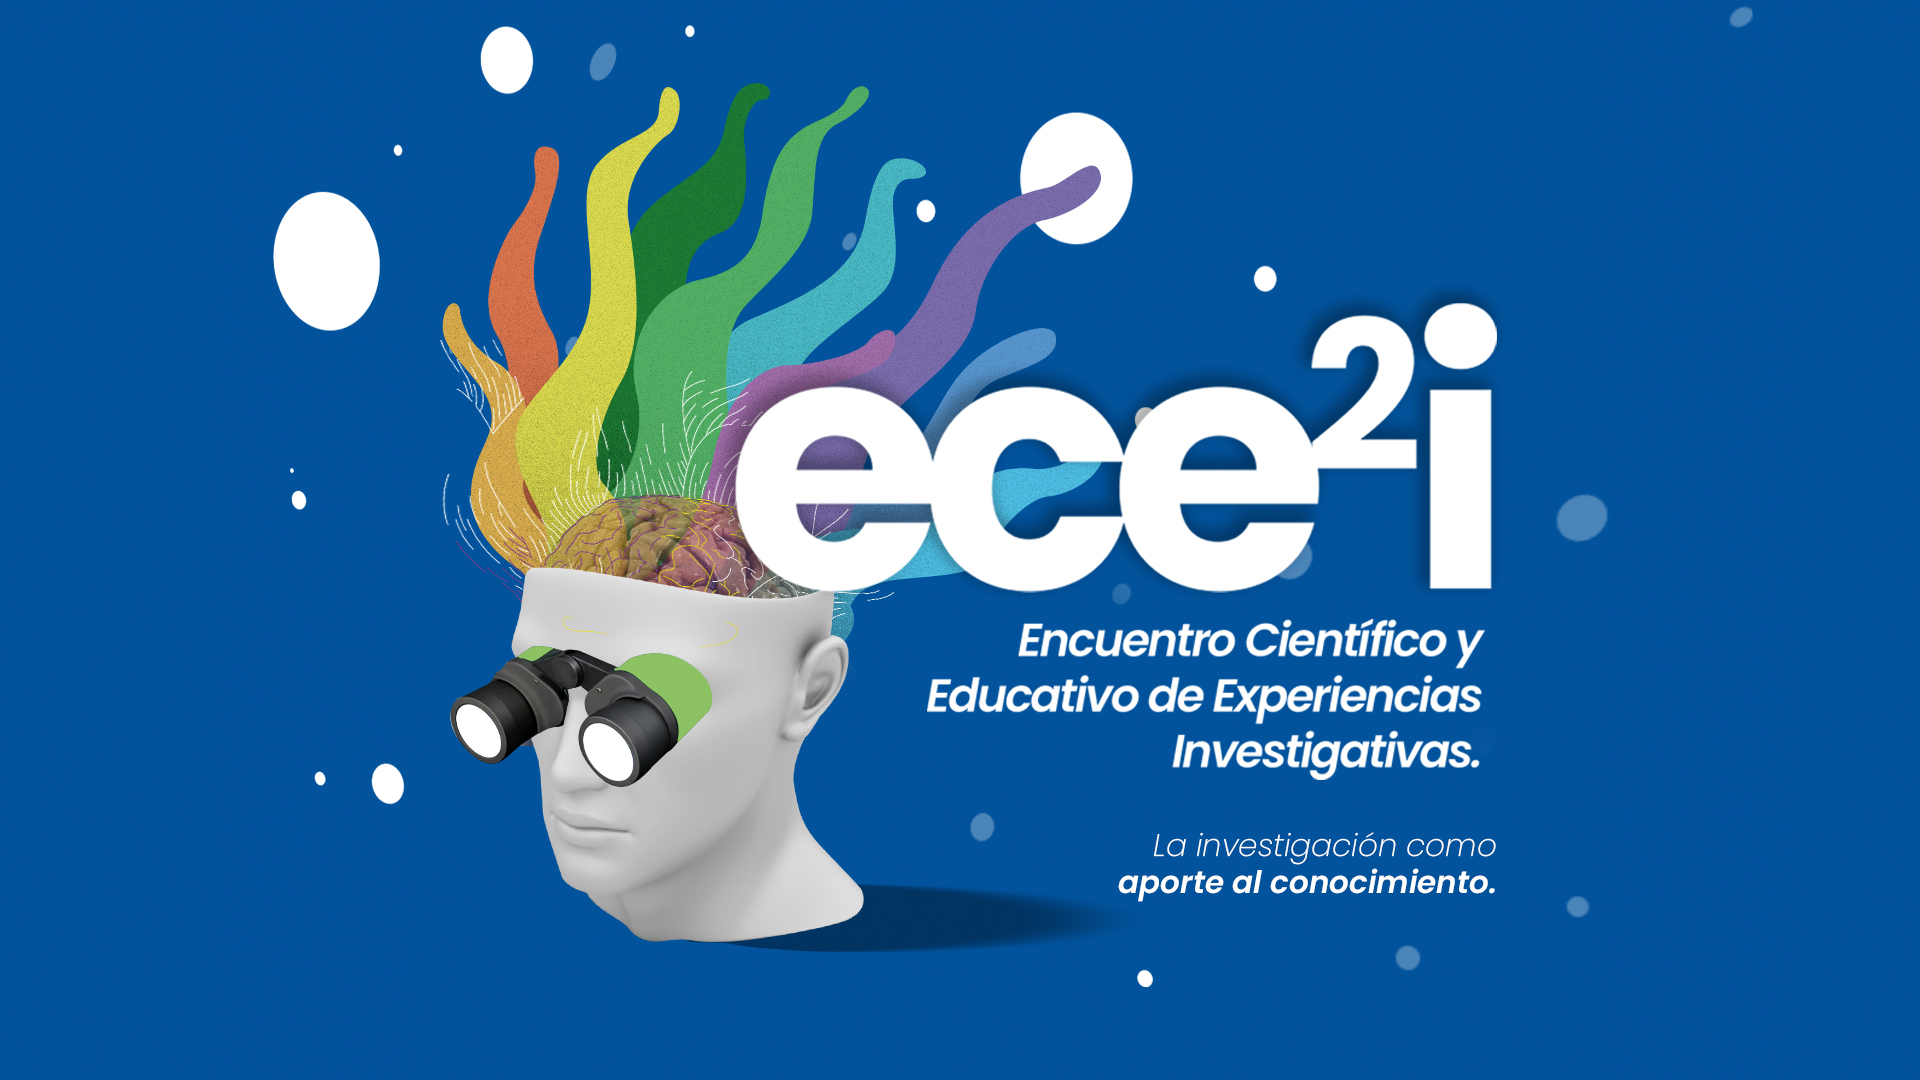 ece²i
Encuentro Científico y
Educativo de Experiencias
Investigativas.
La investigación como
aporte al conocimiento.